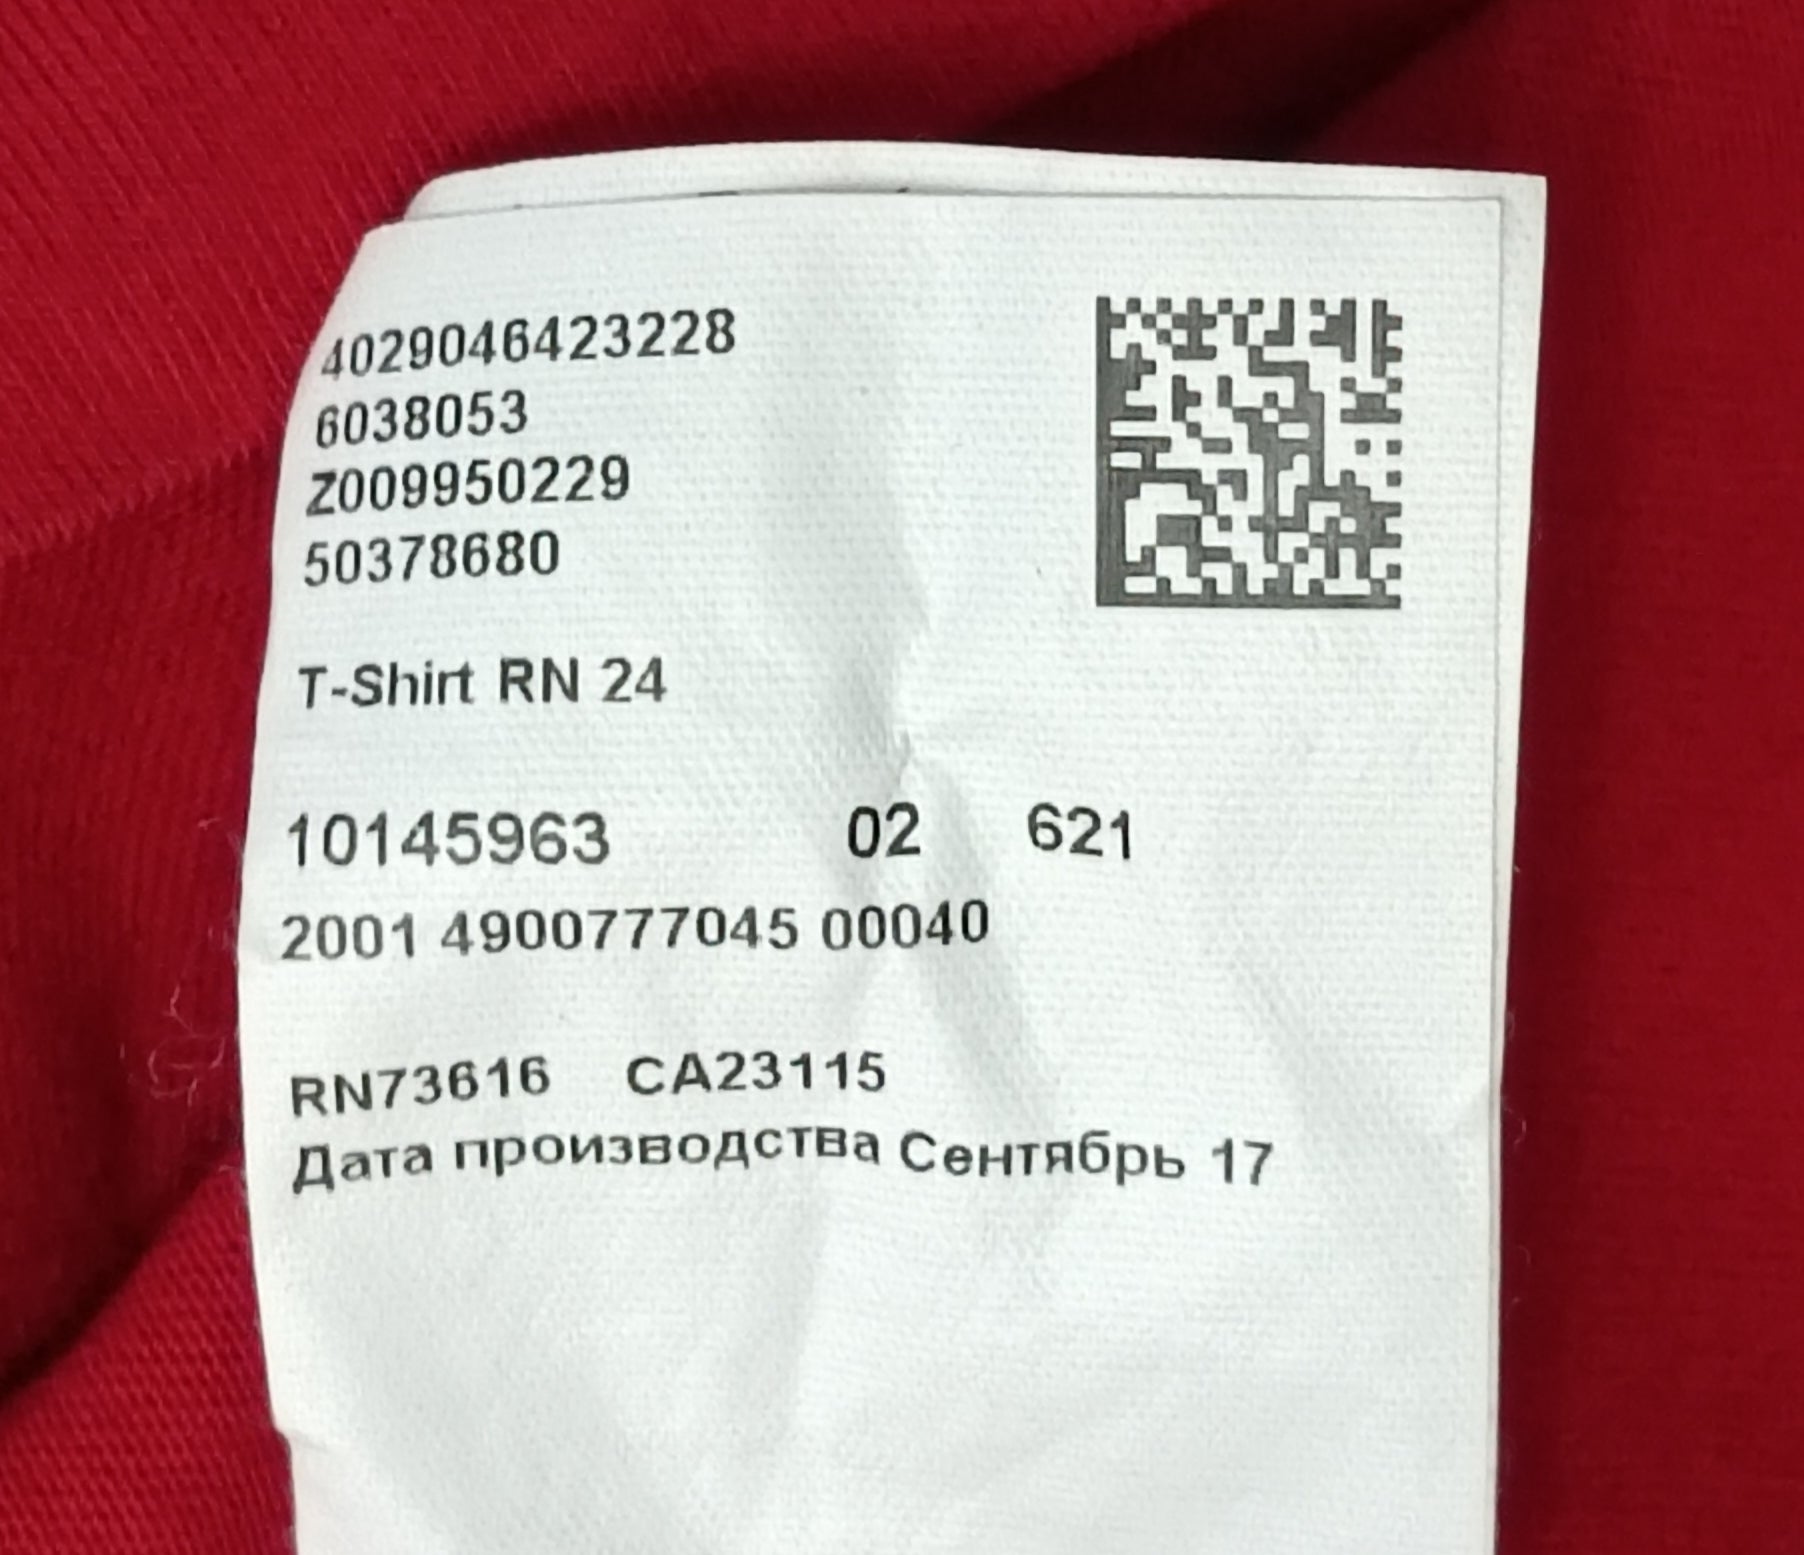 4029046423228
6038053
Z009950229
50378680
T-Shirt RN 24
10145963 02 621
2001 4900777045 00040
RN73616 CA23115
Дата производства Сентябрь 17